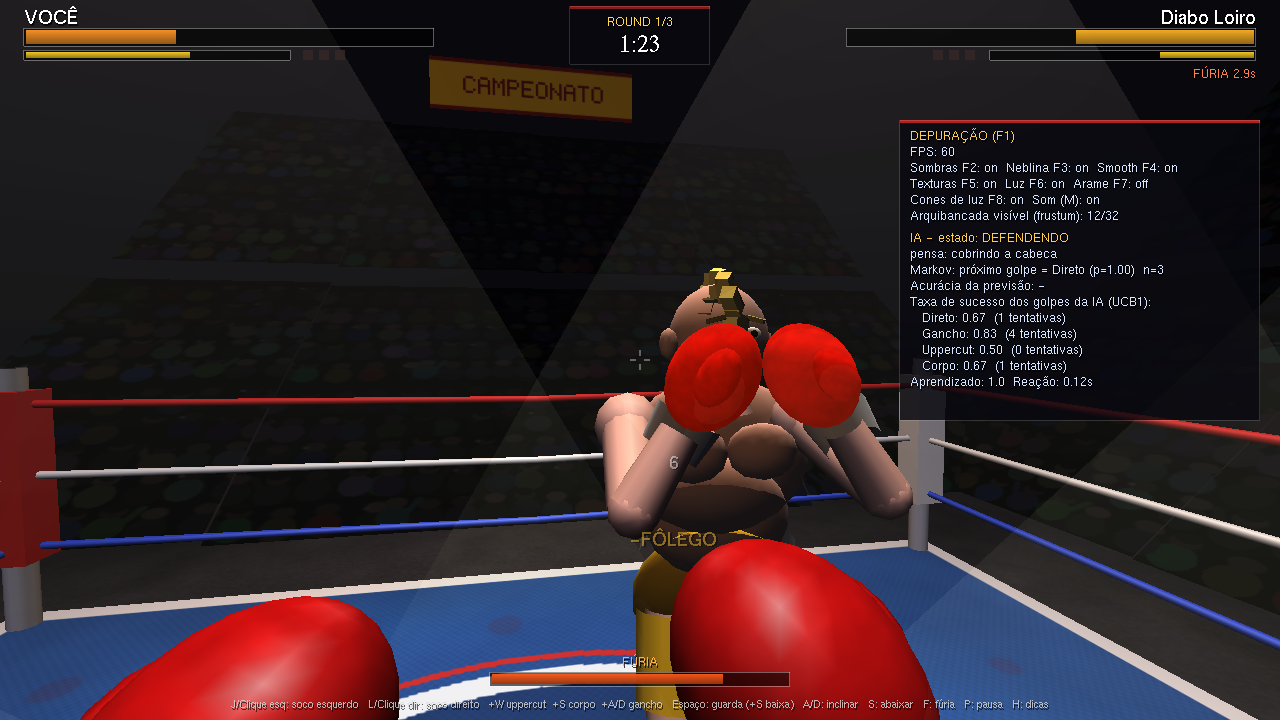 VOCÊ
ROUND 1/3
1:23
Diabo Loiro
FÚRIA 2.9s
CAMPEONATO
DEPURAÇÃO (F1)
FPS: 60
Sombras F2: on Neblina F3: on Smooth F4: on
Texturas F5: on Luz F6: on Arame F7: off
Cones de luz F8: on Som (M): on
Arquibancada visível (frustum): 12/32
IA - estado: DEFENDENDO
pensa: cobrindo a cabeca
Markov: próximo golpe = Direto (p=1.00) n=3
Acurácia da previsão: -
Taxa de sucesso dos golpes da IA (UCB1):
Direto: 0.67 (1 tentativas)
Gancho: 0.83 (4 tentativas)
Uppercut: 0.50 (0 tentativas)
Corpo: 0.67 (1 tentativas)
Aprendizado: 1.0 Reação: 0.12s
6
-FÔLEGO
FÚRIA
J/Clique esq: soco esquerdo L/Clique dir: soco direito +W uppercut +S corpo +A/D gancho Espaço: guarda (+S baixa) A/D: inclinar S: abaixar F: fúria P: pausa H: dicas